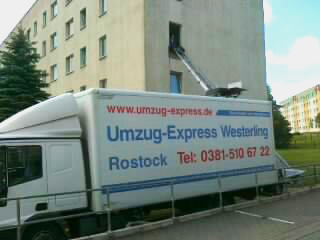 www.umzug-express.de
Umzug-Express Westerling
Rostock Tel: 0381-510 67 22